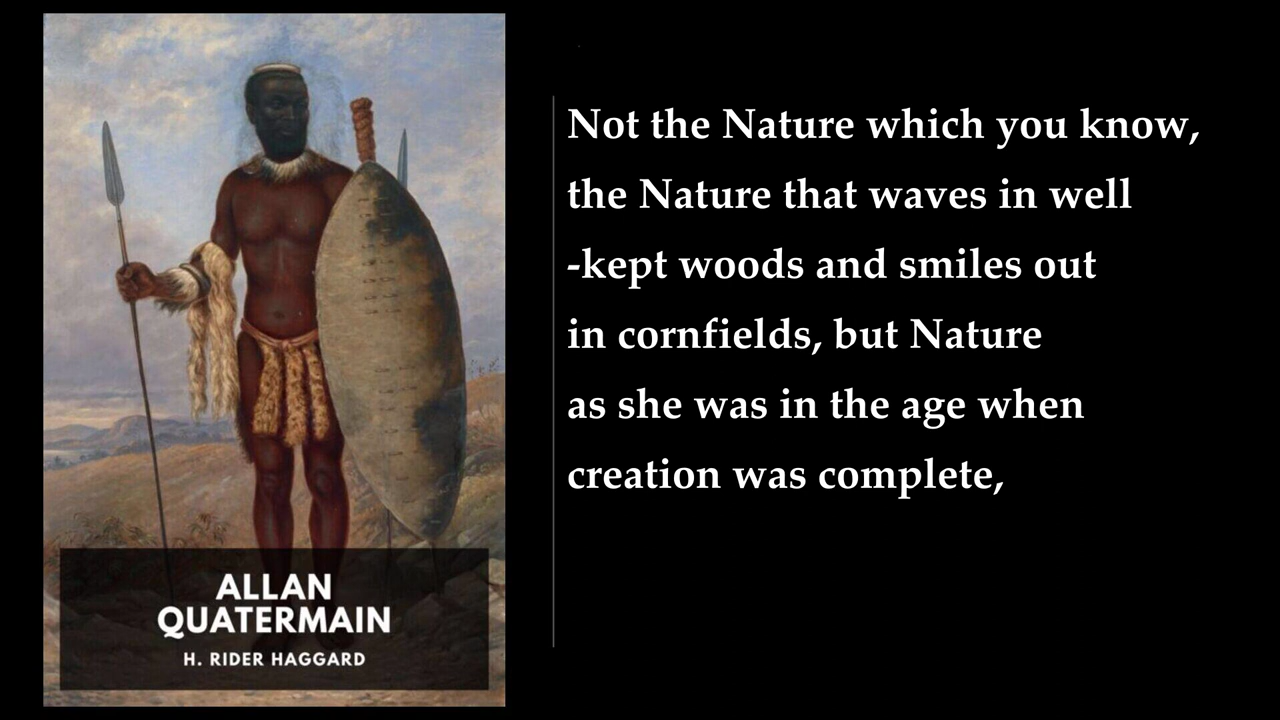 ALLAN
QUATERMAIN
H. RIDER HAGGARD
Not the Nature which you know,
the Nature that waves in well
-kept woods and smiles out
in cornfields, but Nature
as she was in the age when
creation was complete,